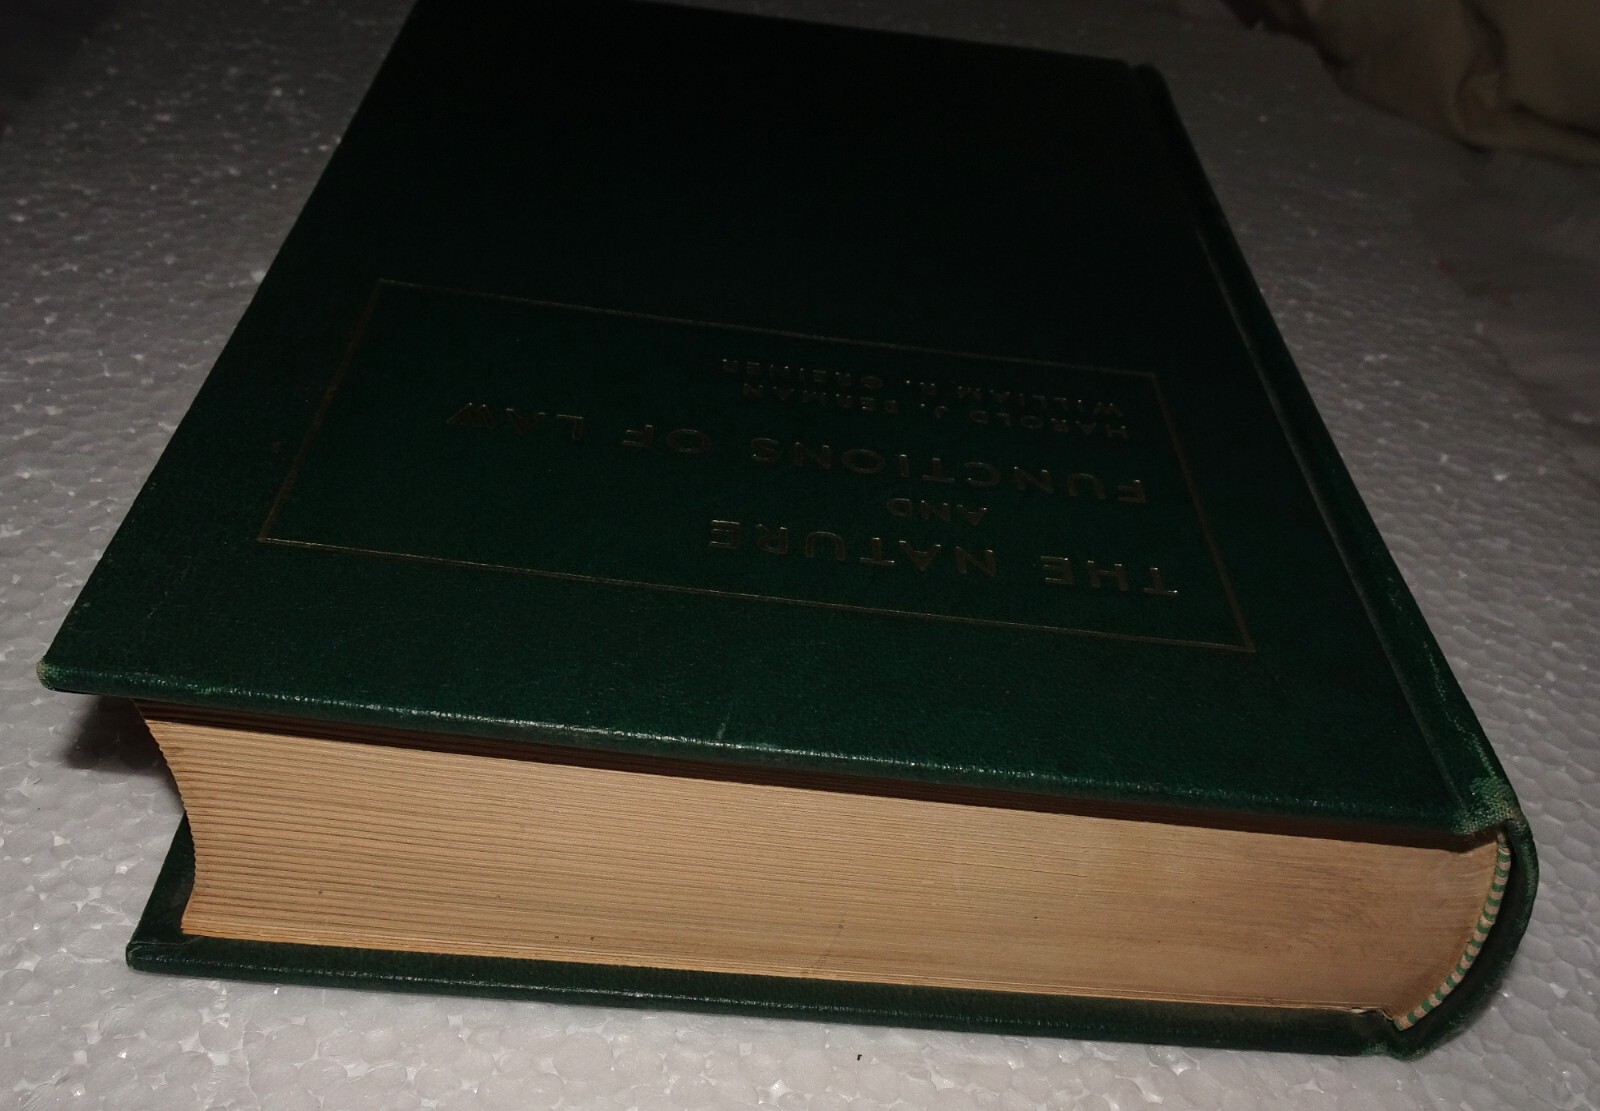 THE NATURE
AND
FUNCTIONS OF LAW
HAROLD J. BERMAN
WILLIAM R. GREINER